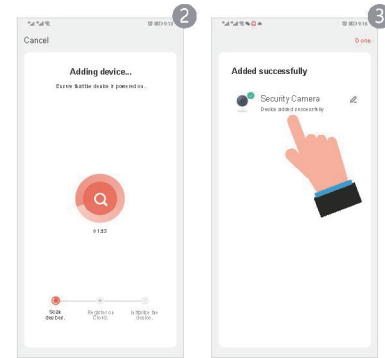 2
Cancel
Adding device...
Ensure that the device is powered on.
01:53
Scan devices.
Register on Cloud.
Initialize the device.
3
Done
Added successfully
Security Camera
Device added successfully